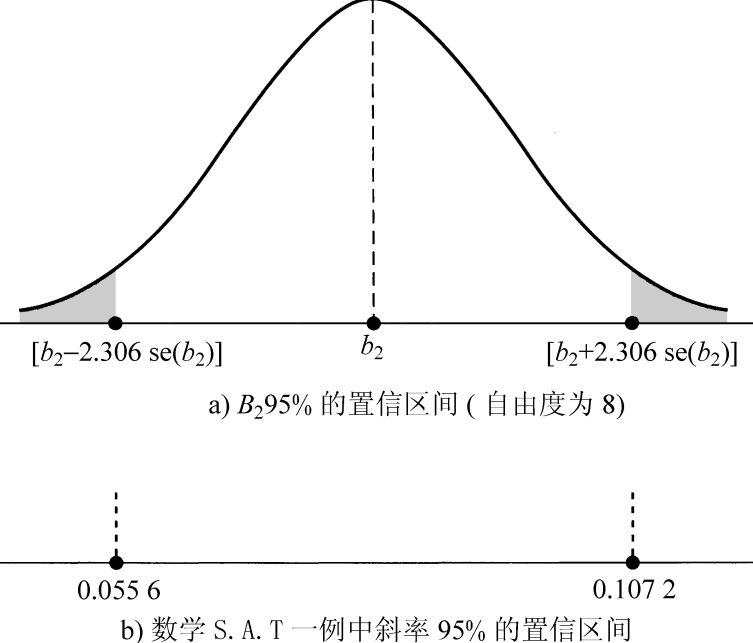 [b₂−2.306 se(b₂)] b₂ [b₂+2.306 se(b₂)]
a) B₂95% 的置信区间 ( 自由度为 8)
0.055 6 0.107 2
b) 数学 S.A.T 一例中斜率 95% 的置信区间